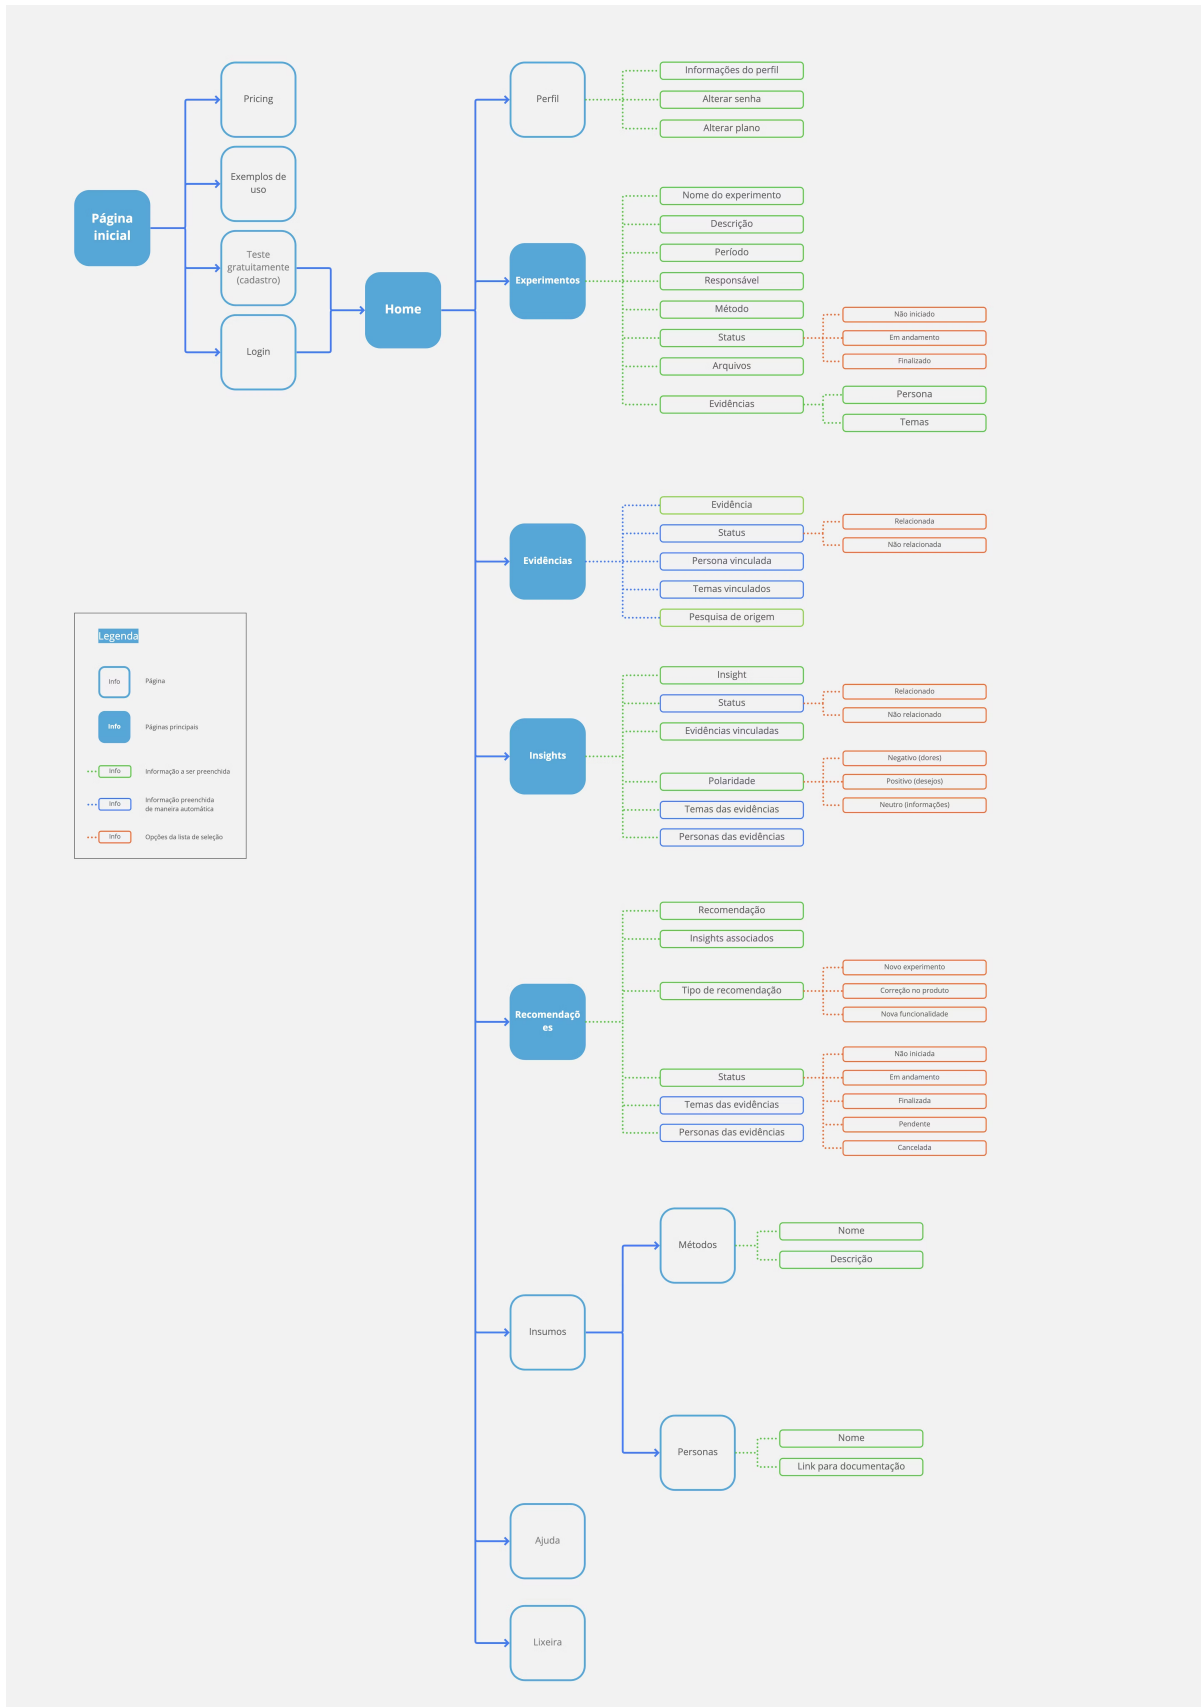 Pricing
Exemplos de
uso
Página
inicial
Teste
gratuitamente
(cadastro)
Login
Home
Perfil
Informações do perfil
Alterar senha
Alterar plano
Experimentos
Nome do experimento
Descrição
Período
Responsável
Método
Status
Não iniciado
Em andamento
Finalizado
Arquivos
Evidências
Persona
Temas
Evidências
Evidência
Status
Relacionada
Não relacionada
Persona vinculada
Temas vinculados
Pesquisa de origem
Legenda
Info
Página
Info
Páginas principais
Info
Informação a ser preenchida
Info
Informação preenchida
de maneira automática
Info
Opções da lista de seleção
Insights
Insight
Status
Relacionado
Não relacionado
Evidências vinculadas
Polaridade
Negativo (dores)
Positivo (desejos)
Neutro (informações)
Temas das evidências
Personas das evidências
Recomendaçõ
es
Recomendação
Insights associados
Tipo de recomendação
Novo experimento
Correção no produto
Nova funcionalidade
Status
Não iniciada
Em andamento
Finalizada
Pendente
Cancelada
Temas das evidências
Personas das evidências
Insumos
Métodos
Nome
Descrição
Personas
Nome
Link para documentação
Ajuda
Lixeira